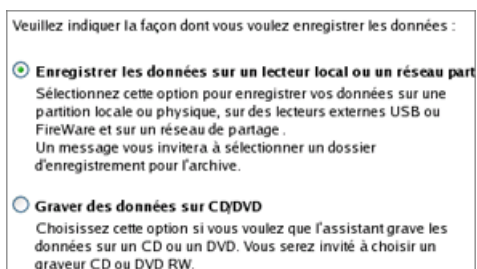 Veuillez indiquer la façon dont vous voulez enregistrer les données :
Enregistrer les données sur un lecteur local ou un réseau part
Sélectionnez cette option pour enregistrer vos données sur une
partition locale ou physique, sur des lecteurs externes USB ou
FireWare et sur un réseau de partage .
Un message vous invitera à sélectionner un dossier
d'enregistrement pour l'archive.
Graver des données sur CD/DVD
Choisissez cette option si vous voulez que l'assistant grave les
données sur un CD ou un DVD. Vous serez invité à choisir un
graveur CD ou DVD RW.